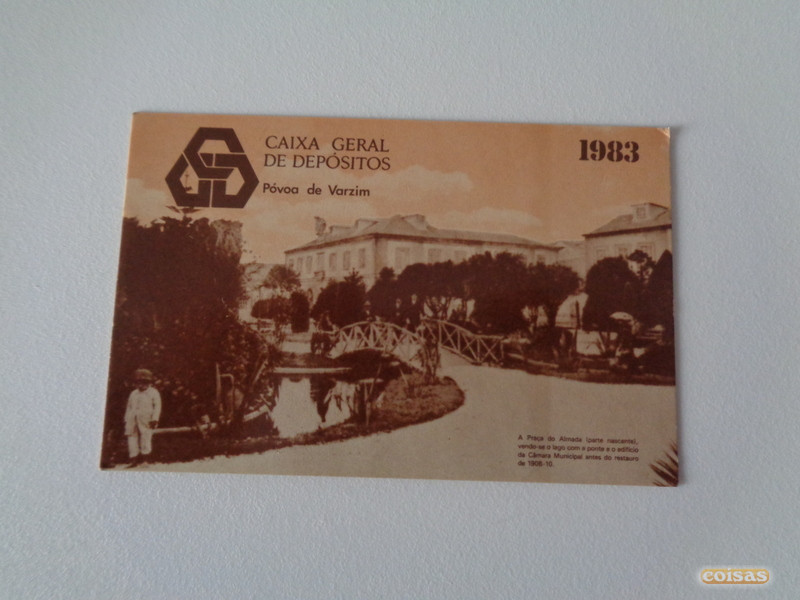 CAIXA GERAL
DE DEPÓSITOS
Póvoa de Varzim
1983
A Praça do Almada (parte nascente),
vendo-se o lago com a ponte e o edifício
da Câmara Municipal antes do restauro
de 1908-10.
coisas